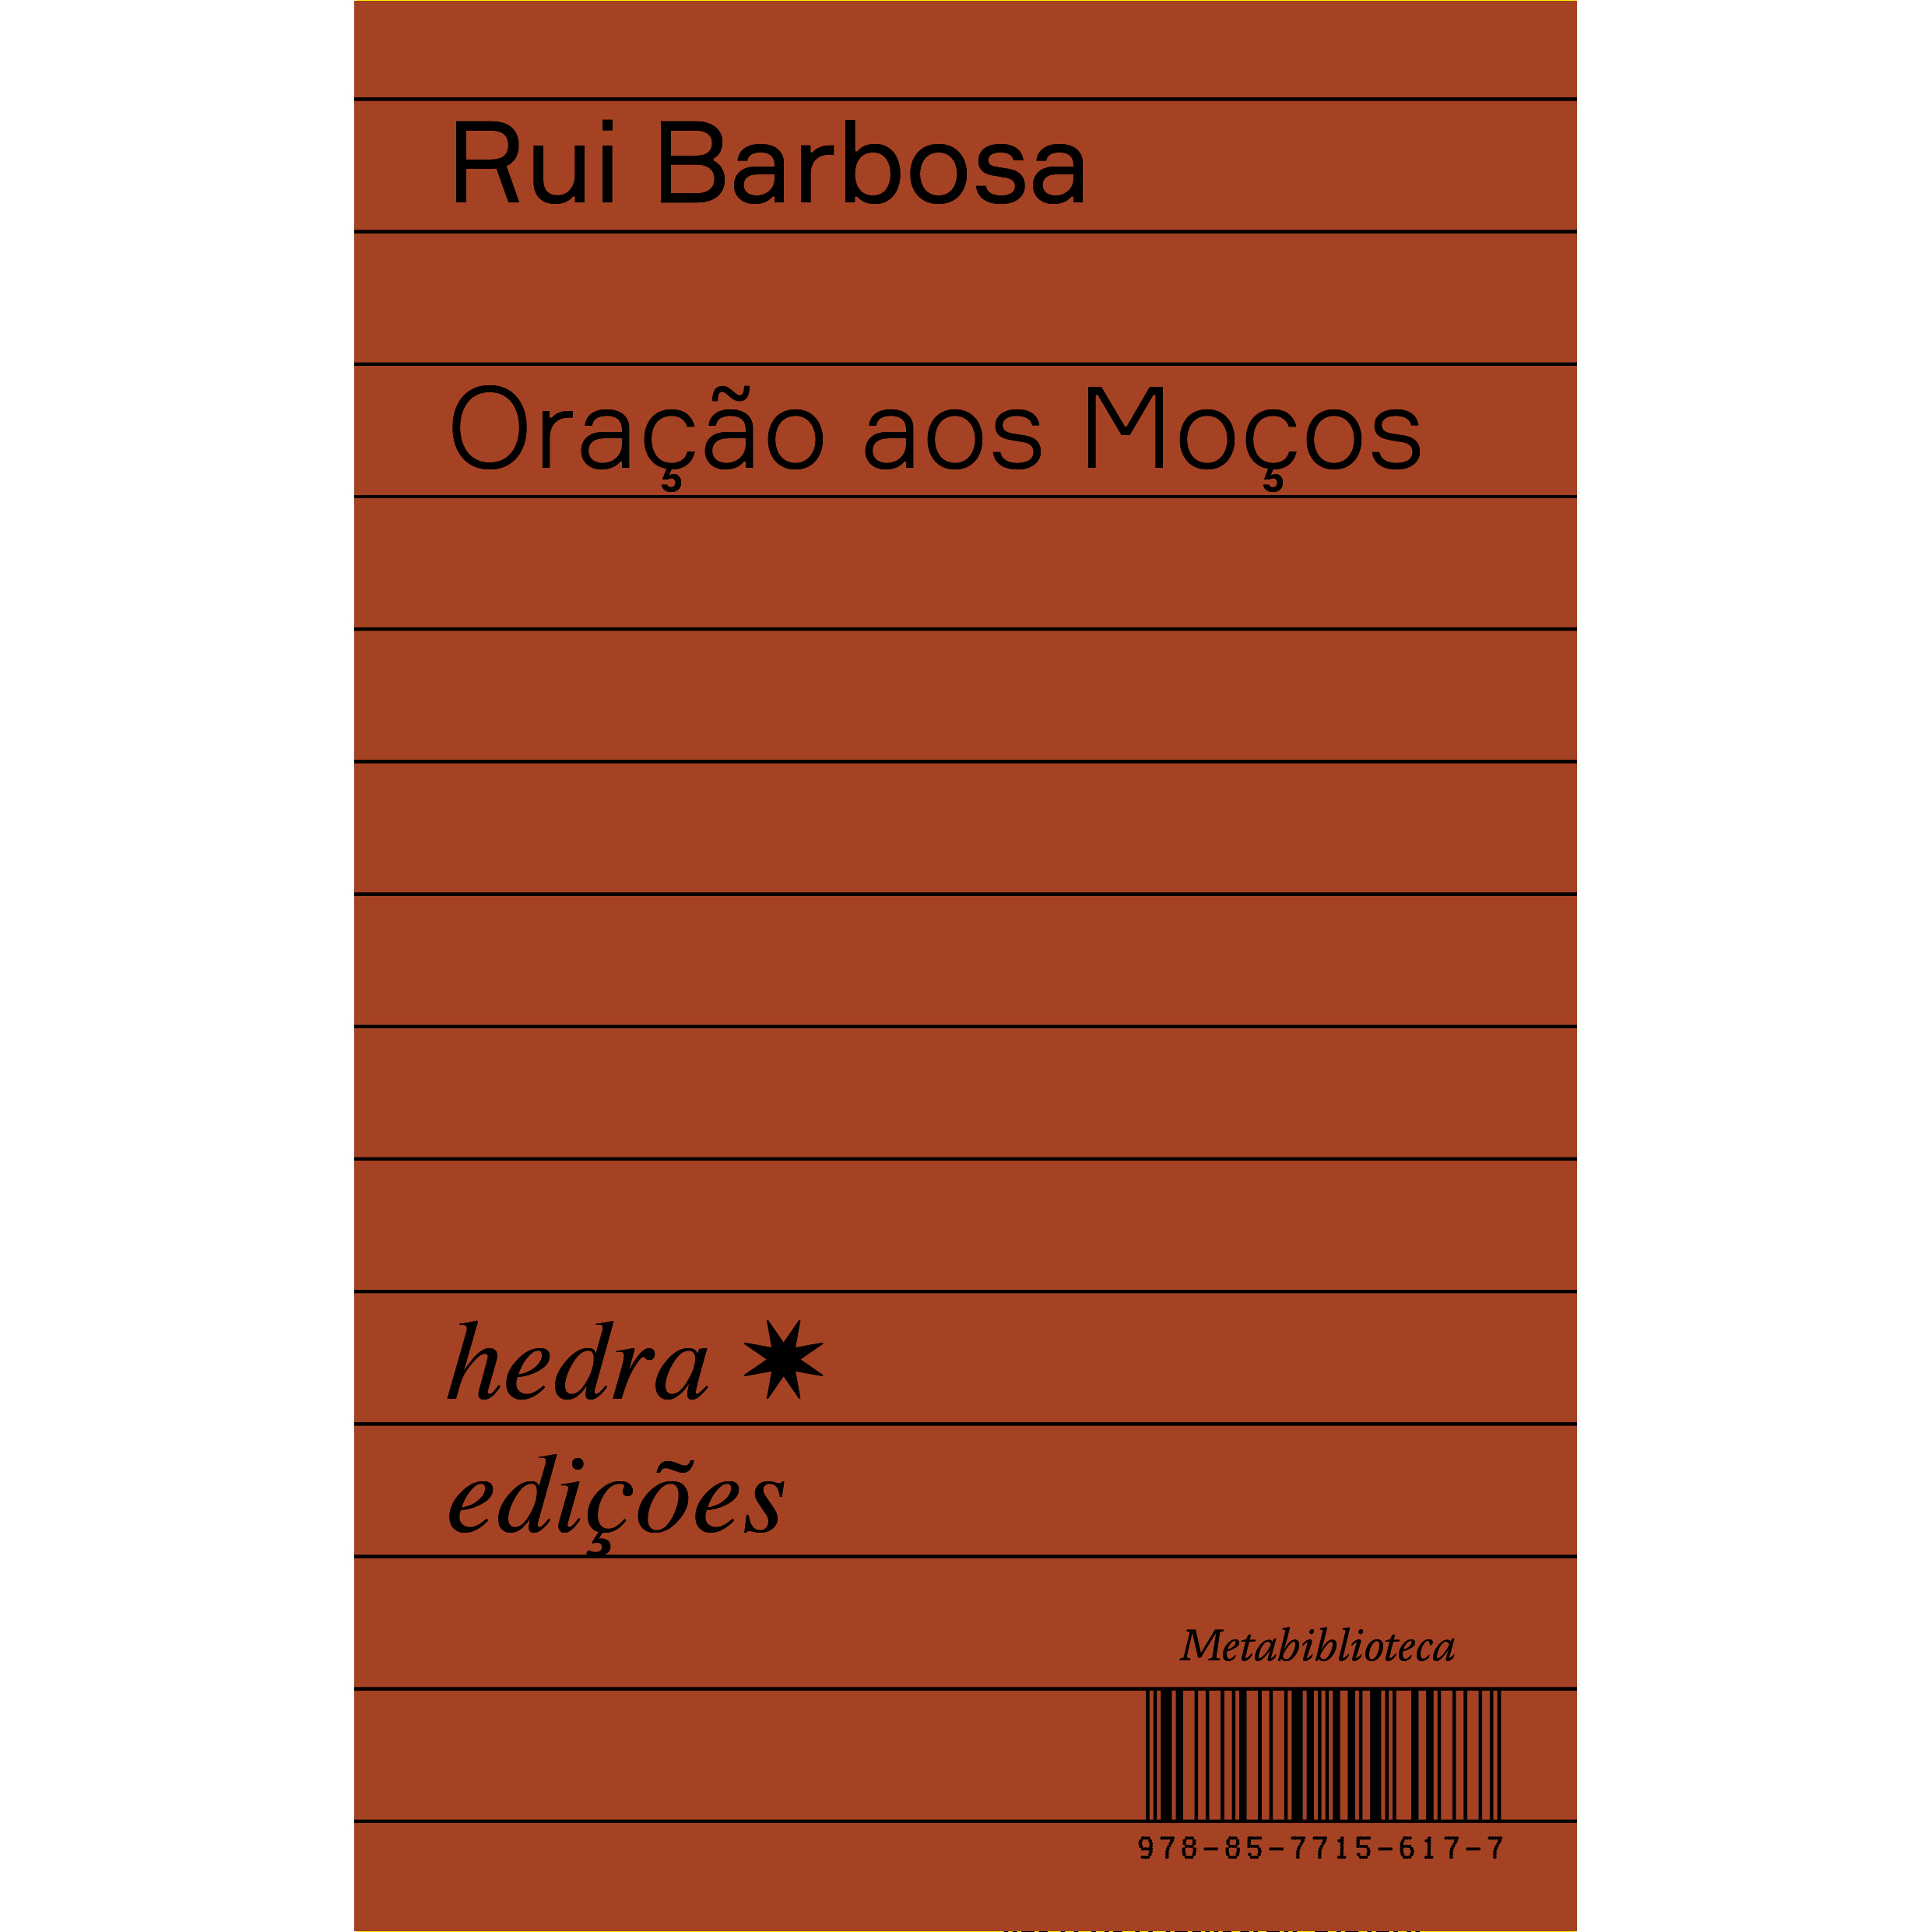 Rui Barbosa
Oração aos Moços
hedra
edições
Metabiblioteca
978-85-7715-617-7